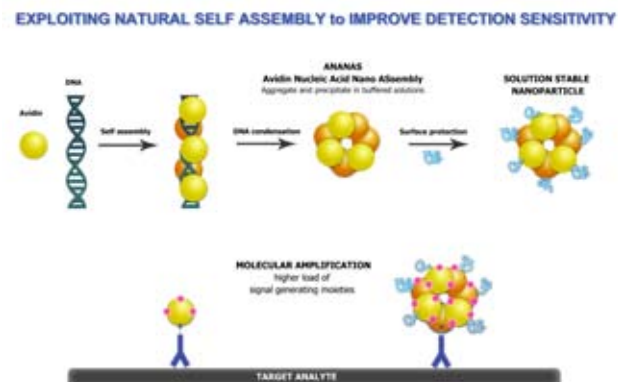 EXPLOITING NATURAL SELF ASSEMBLY to IMPROVE DETECTION SENSITIVITY
ANANAS
Avidin Nucleic Acid Nano ASsembly
Aggregate and precipitate in buffered solutions
SOLUTION STABLE
NANOPARTICLE
DNA
Avidin
Self assembly
DNA condensation
Surface protection
MOLECULAR AMPLIFICATION
higher load of
signal generating moieties
TARGET ANALYTE